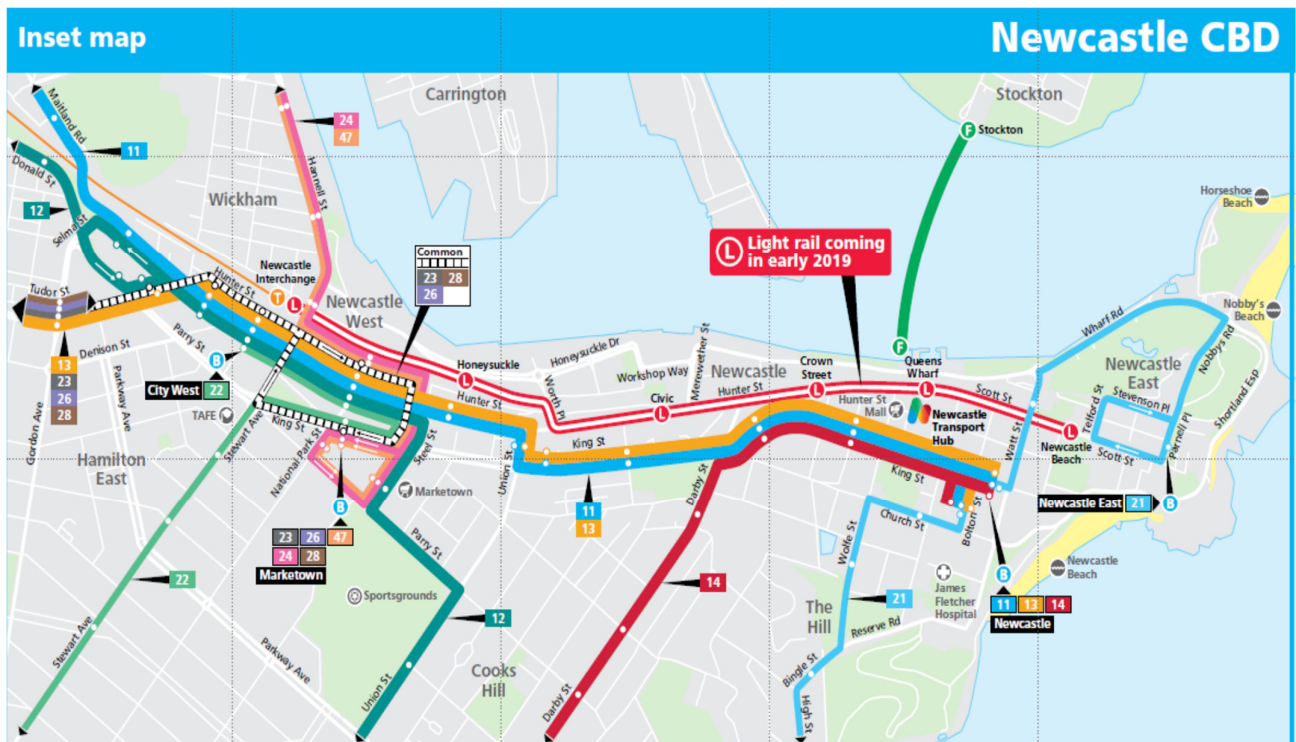 Inset map
Newcastle CBD
Carrington
Stockton
F Stockton
Maitland Rd
11
24
47
Hannell St
Donald St
12
Selma St
Wickham
Horseshoe
Beach
L Light rail coming
in early 2019
Common
23 28
26
Newcastle
Interchange
T L
Hunter St
Newcastle
West
Tudor St
Nobby's
Beach
Wharf Rd
Nobbys Rd
Parry St
Denison St
B
City West 22
13
23
26
28
Gordon Ave
Parkway Ave
TAFE
Stewart Ave
King St
National Park St
Steel St
Hamilton
East
Honeysuckle
L
Honeysuckle Dr
Hunter St
Worth Pl
Workshop Way
Merewether St
Newcastle
Hunter St
Civic
L
Crown
Street
L
F
Queens
Wharf
L
Scott St
Hunter St
Mall
Newcastle
Transport
Hub
Newcastle
East
Telford St
Stevenson Pl
Scott St
Parnell Pl
Shortland Esp
Watt St
L
Newcastle
Beach
King St
Union St
Darby St
King St
Marketown
B
23 26 47
24 28
Marketown
11
13
Newcastle East 21 B
Church St
Bolton St
Wolfe St
Parry St
22
Sportsgrounds
12
14
21
James
Fletcher
Hospital
B
11 13 14
Newcastle
Newcastle
Beach
The
Hill
Reserve Rd
Stewart Ave
Parkway Ave
Union St
Cooks
Hill
Darby St
Bingle St
High St